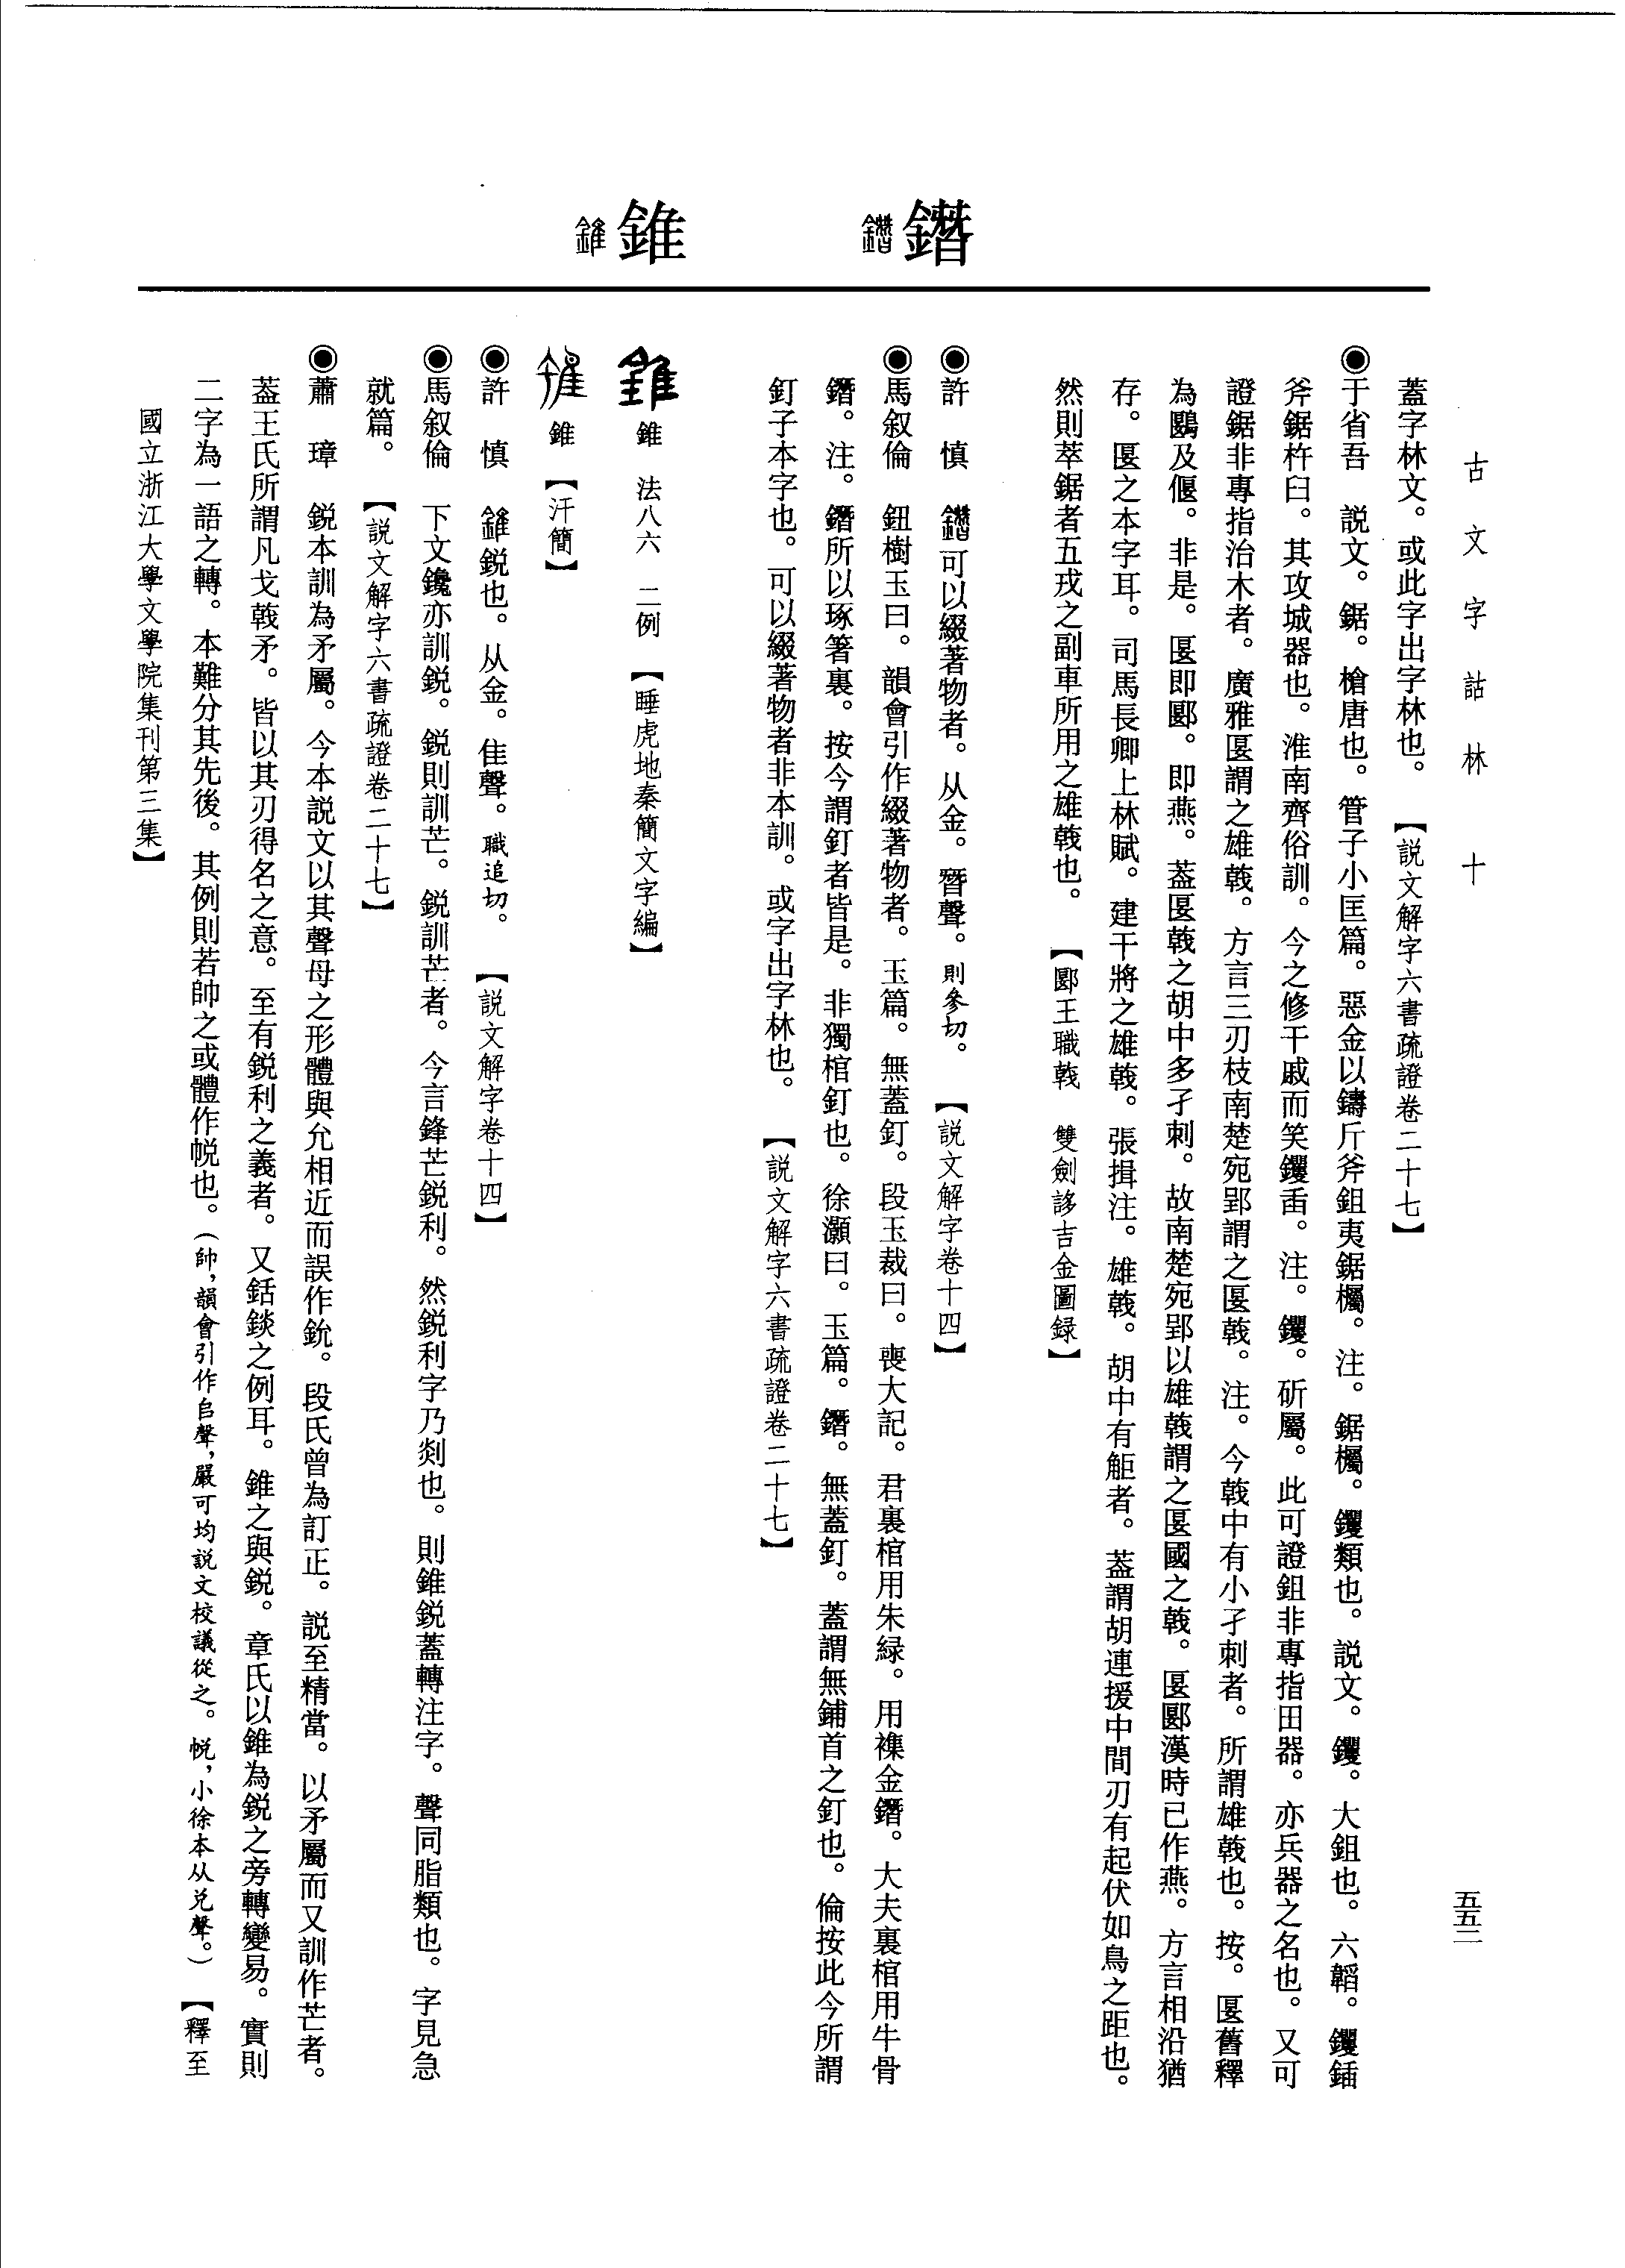 古文字詁林 十
五五二
鐕 鐕
錐 錐
蓋字林文。或此字出字林也。 【説文解字六書疏證卷二十七】
◉于省吾 説文。鋸。槍唐也。管子小匡篇。惡金以鑄斤斧鉏夷鋸欘。注。鋸欘。钁類也。説文。钁。大鉏也。六韜。钁鍤
斧鋸杵臼。其攻城器也。淮南齊俗訓。今之修干戚而笑钁臿。注。钁。斫屬。此可證鉏非專指田器。亦兵器之名也。又可
證鋸非專指治木者。廣雅匽謂之雄戟。方言三刃枝南楚宛郢謂之匽戟。注。今戟中有小孑刺者。所謂雄戟也。按。匽舊釋
為鷗及偃。非是。匽即郾。即燕。葢匽戟之胡中多孑刺。故南楚宛郢以雄戟謂之匽國之戟。匽郾漢時已作燕。方言相沿猶
存。匽之本字耳。司馬長卿上林賦。建干將之雄戟。張揖注。雄戟。胡中有鮔者。葢謂胡連援中間刃有起伏如鳥之距也。
然則萃鋸者五戎之副車所用之雄戟也。 【郾王職戟 雙劍誃吉金圖録】
◉許 慎 鐕可以綴著物者。从金。朁聲。則參切。 【説文解字卷十四】
◉馬叙倫 鈕樹玉曰。韻會引作綴著物者。玉篇。無蓋釘。段玉裁曰。喪大記。君裏棺用朱緑。用襍金鐕。大夫裏棺用牛骨
鐕。注。鐕所以琢箸裏。按今謂釘者皆是。非獨棺釘也。徐灝曰。玉篇。鐕。無蓋釘。蓋謂無鋪首之釘也。倫按此今所謂
釘子本字也。可以綴著物者非本訓。或字出字林也。 【説文解字六書疏證卷二十七】
錐 錐 法八六 二例 【睡虎地秦簡文字編】
錐 【汗簡】
◉許 慎 錐鋭也。从金。隹聲。職追切。 【説文解字卷十四】
◉馬叙倫 下文鑱亦訓鋭。鋭則訓芒。鋭訓芒者。今言鋒芒鋭利。然鋭利字乃剡也。則錐鋭蓋轉注字。聲同脂類也。字見急
就篇。 【説文解字六書疏證卷二十七】
◉蕭 璋 鋭本訓為矛屬。今本説文以其聲母之形體與允相近而誤作鈗。段氏曾為訂正。説至精當。以矛屬而又訓作芒者。
葢王氏所謂凡戈戟矛。皆以其刃得名之意。至有鋭利之義者。又銛錟之例耳。錐之與鋭。章氏以錐為鋭之旁轉變易。實則
二字為一語之轉。本難分其先後。其例則若帥之或體作帨也。（帥，韻會引作𠂤聲，嚴可均説文校議從之。帨，小徐本从兑聲。） 【釋至
國立浙江大學文學院集刊第三集】